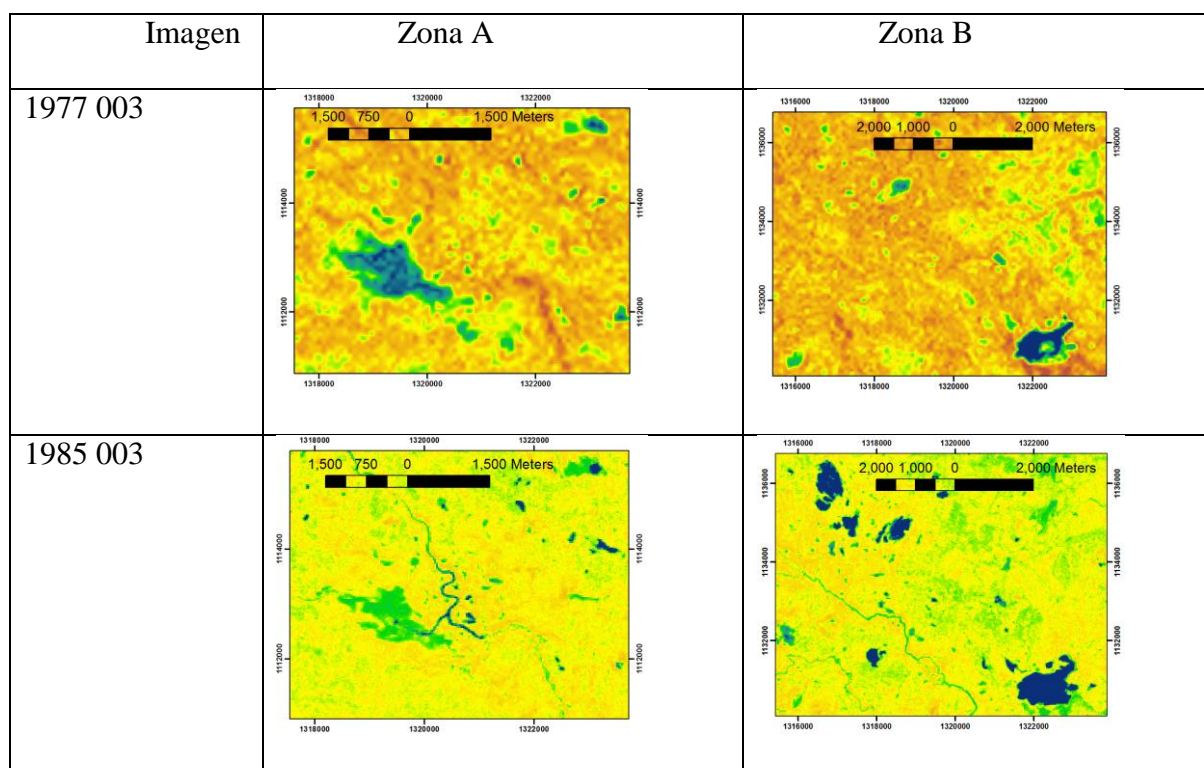 Imagen Zona A Zona B
1977 003
1318000 1320000 1322000
1,500 750 0 1,500 Meters
1114000 1114000
1112000 1112000
1318000 1320000 1322000
1316000 1318000 1320000 1322000
2,000 1,000 0 2,000 Meters
1136000 1136000
1134000 1134000
1132000 1132000
1316000 1318000 1320000 1322000
1985 003
1318000 1320000 1322000
1,500 750 0 1,500 Meters
1114000 1114000
1112000 1112000
1318000 1320000 1322000
1316000 1318000 1320000 1322000
2,000 1,000 0 2,000 Meters
1136000 1136000
1134000 1134000
1132000 1132000
1316000 1318000 1320000 1322000